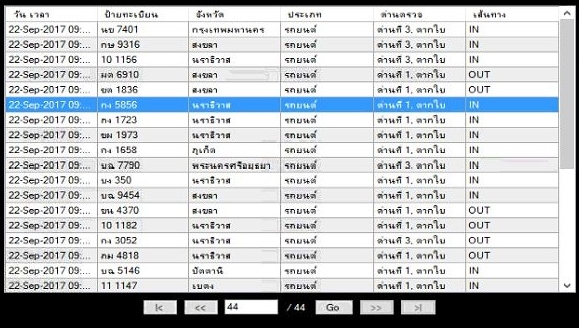 วัน เวลา ป้ายทะเบียน จังหวัด ประเภท ด่านตรวจ เส้นทาง
22-Sep-2017 09:... นข 7401 กรุงเทพมหานคร รถยนต์ ด่านที่ 3, ตากใบ IN
22-Sep-2017 09:... กษ 9316 สงขลา รถยนต์ ด่านที่ 3, ตากใบ IN
22-Sep-2017 09:... 10 1156 นราธิวาส รถยนต์ ด่านที่ 3, ตากใบ IN
22-Sep-2017 09:... ผต 6910 สงขลา รถยนต์ ด่านที่ 1, ตากใบ OUT
22-Sep-2017 09:... ขต 1836 สงขลา รถยนต์ ด่านที่ 1, ตากใบ OUT
22-Sep-2017 09:... กง 5856 นราธิวาส รถยนต์ ด่านที่ 1, ตากใบ IN
22-Sep-2017 09:... กง 1723 นราธิวาส รถยนต์ ด่านที่ 1, ตากใบ IN
22-Sep-2017 09:... ขม 1973 นราธิวาส รถยนต์ ด่านที่ 1, ตากใบ IN
22-Sep-2017 09:... กง 1658 ภูเก็ต รถยนต์ ด่านที่ 1, ตากใบ IN
22-Sep-2017 09:... บฉ 7790 พระนครศรีอยุธยา รถยนต์ ด่านที่ 3, ตากใบ IN
22-Sep-2017 09:... บง 350 นราธิวาส รถยนต์ ด่านที่ 1, ตากใบ IN
22-Sep-2017 09:... บฉ 9454 สงขลา รถยนต์ ด่านที่ 1, ตากใบ IN
22-Sep-2017 09:... ขน 4370 สงขลา รถยนต์ ด่านที่ 1, ตากใบ OUT
22-Sep-2017 09:... 10 1182 นราธิวาส รถยนต์ ด่านที่ 1, ตากใบ OUT
22-Sep-2017 09:... กง 3052 นราธิวาส รถยนต์ ด่านที่ 3, ตากใบ OUT
22-Sep-2017 09:... ภม 4818 นราธิวาส รถยนต์ ด่านที่ 1, ตากใบ OUT
22-Sep-2017 09:... บฉ 5146 ปัตตานี รถยนต์ ด่านที่ 1, ตากใบ IN
22-Sep-2017 09:... 11 1147 เบตง รถยนต์ ด่านที่ 1, ตากใบ IN
|< << 44 / 44 Go >> >|